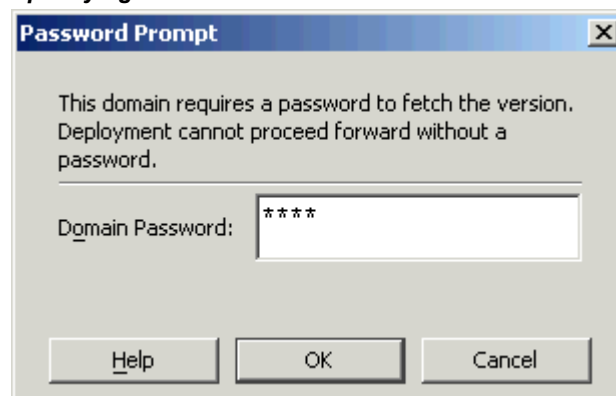 Password Prompt
This domain requires a password to fetch the version.
Deployment cannot proceed forward without a
password.
Domain Password: ****
Help OK Cancel